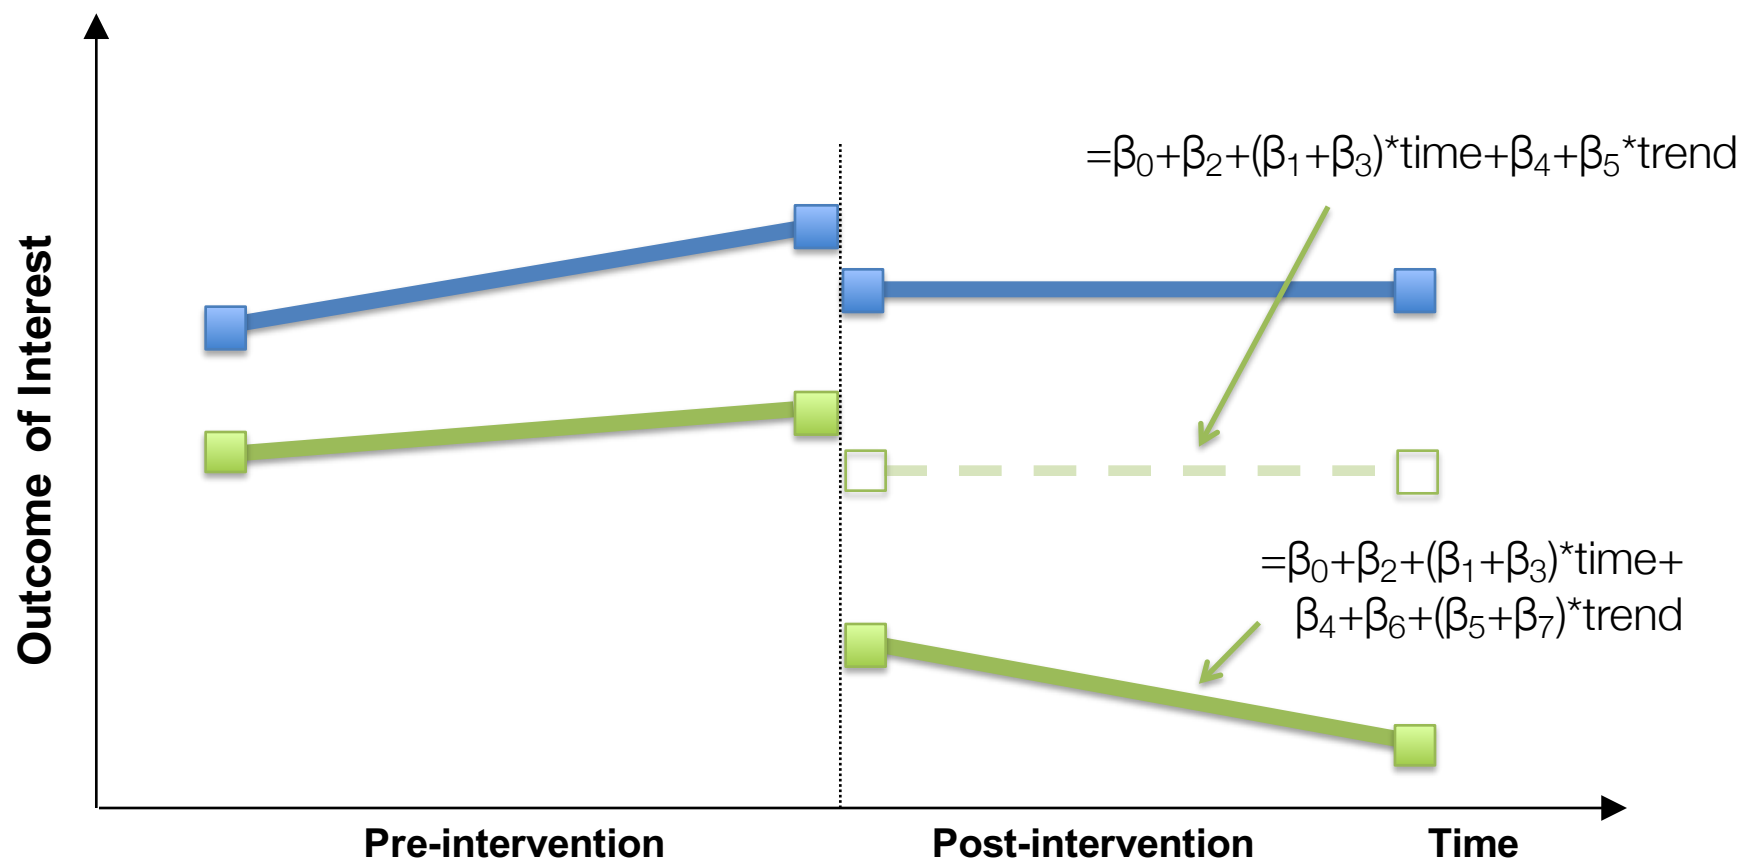 =β₀+β₂+(β₁+β₃)*time+β₄+β₅*trend
Outcome of Interest
=β₀+β₂+(β₁+β₃)*time+
β₄+β₆+(β₅+β₇)*trend
Pre-intervention
Post-intervention
Time